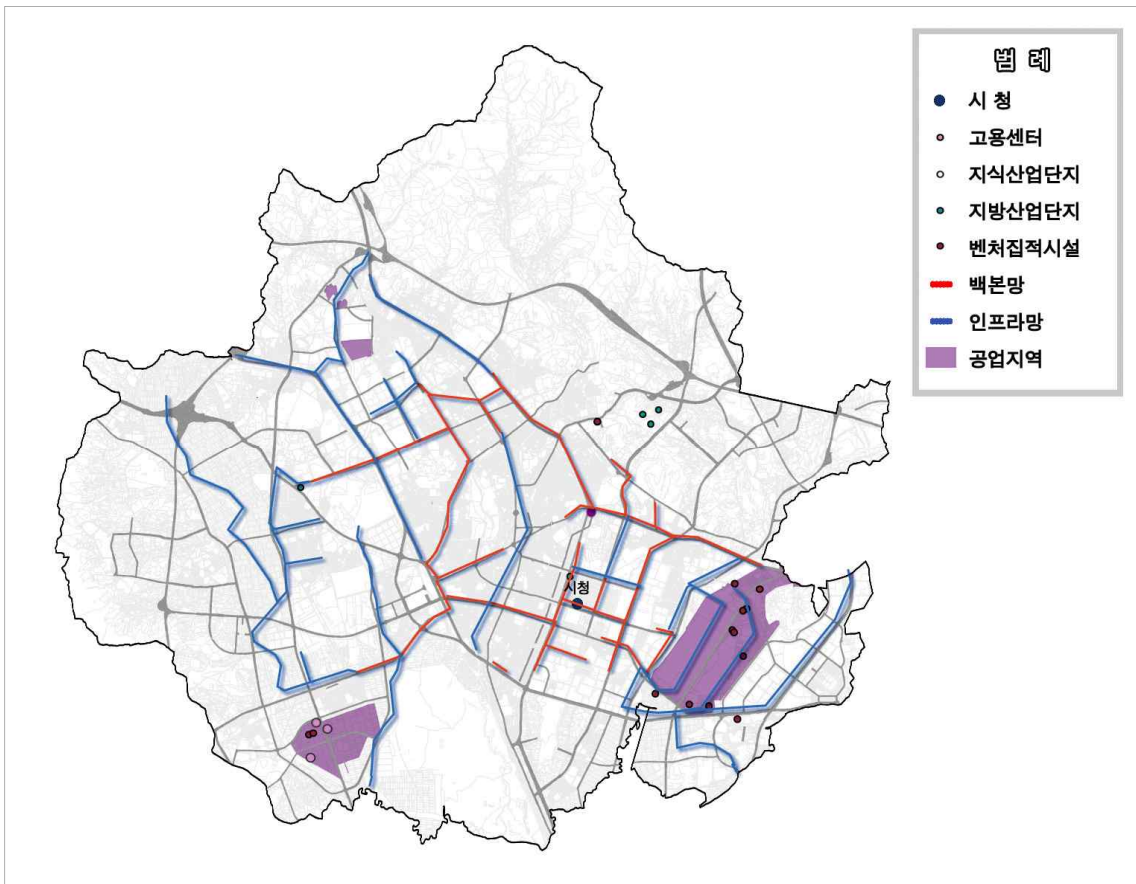 범 례
시 청
고용센터
지식산업단지
지방산업단지
벤처집적시설
백본망
인프라망
공업지역
시청